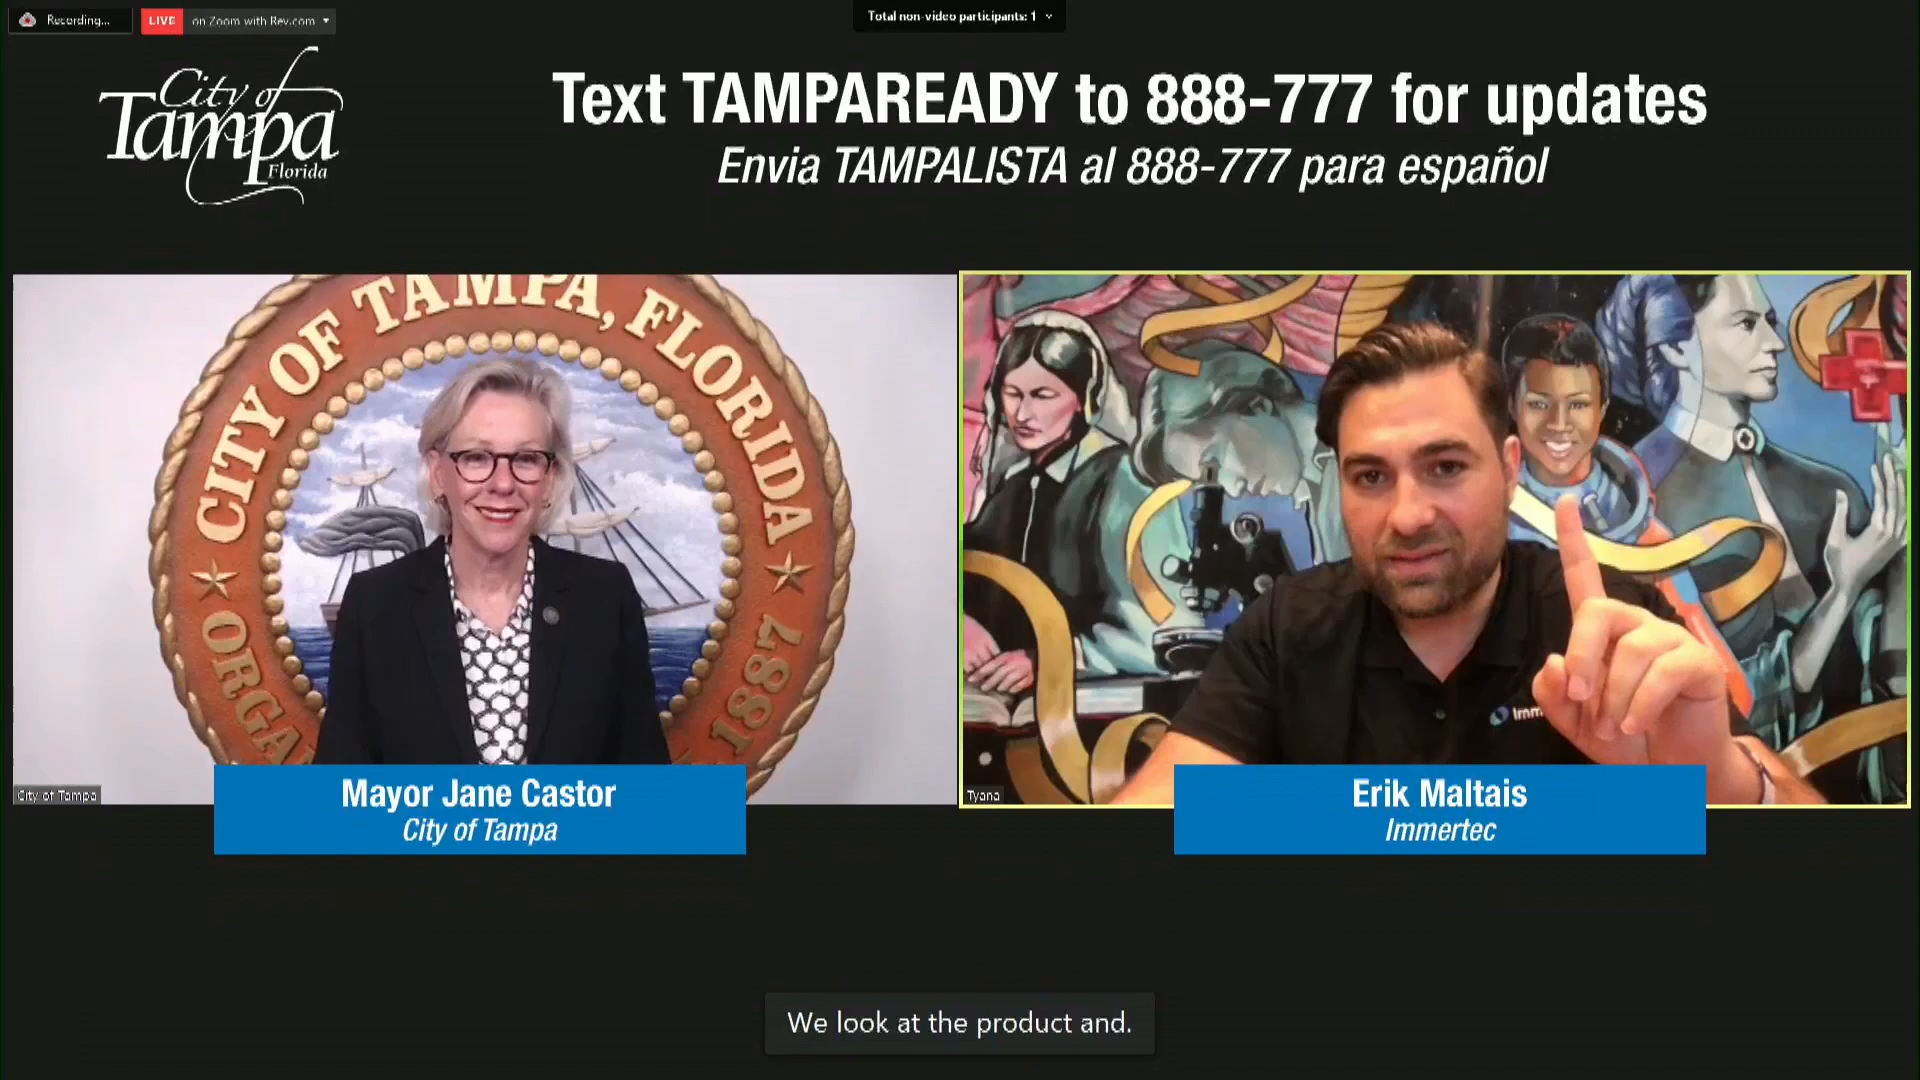 Recording...
LIVE on Zoom with Rev.com
Total non-video participants: 1
City of
Tampa
Florida
Text TAMPAREADY to 888-777 for updates
Envia TAMPALISTA al 888-777 para español
CITY OF TAMPA, FLORIDA
ORGA
1887
City of Tampa
Mayor Jane Castor
City of Tampa
Imm
Tyana
Erik Maltais
Immertec
We look at the product and.